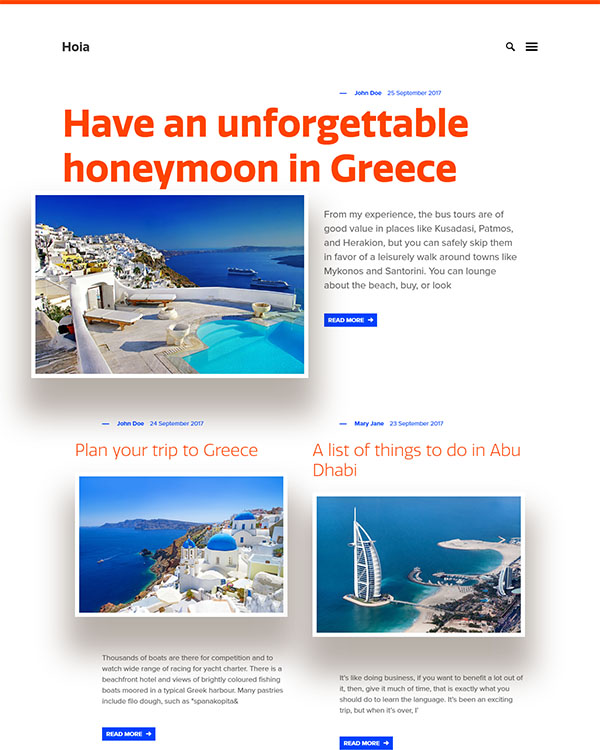 Hoia
John Doe 25 September 2017
Have an unforgettable
honeymoon in Greece
From my experience, the bus tours are of
good value in places like Kusadasi, Patmos,
and Herakion, but you can safely skip them
in favor of a leisurely walk around towns like
Mykonos and Santorini. You can lounge
about the beach, buy, or look
READ MORE →
John Doe 24 September 2017
Plan your trip to Greece
Thousands of boats are there for competition and to
watch wide range of racing for yacht charter. There is a
beachfront hotel and views of brightly coloured fishing
boats moored in a typical Greek harbour. Many pastries
include filo dough, such as "spanakopita&
READ MORE →
Mary Jane 23 September 2017
A list of things to do in Abu
Dhabi
It's like doing business, if you want to benefit a lot out of
it, then, give it much of time, that is exactly what you
should do to learn the language. It's been an exciting
trip, but when it's over, I'
READ MORE →